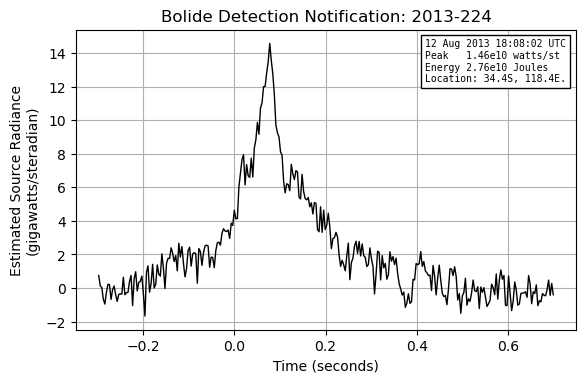 Bolide Detection Notification: 2013-224
12 Aug 2013 18:08:02 UTC
Peak   1.46e10 watts/st
Energy 2.76e10 Joules
Location: 34.4S, 118.4E.
Estimated Source Radiance
(gigawatts/steradian)
14
12
10
8
6
4
2
0
−2
−0.2
0.0
0.2
0.4
0.6
Time (seconds)